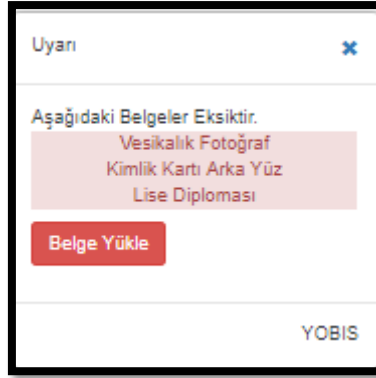 Uyarı
Aşağıdaki Belgeler Eksiktir.
Vesikalık Fotoğraf
Kimlik Kartı Arka Yüz
Lise Diploması
Belge Yükle
YOBIS